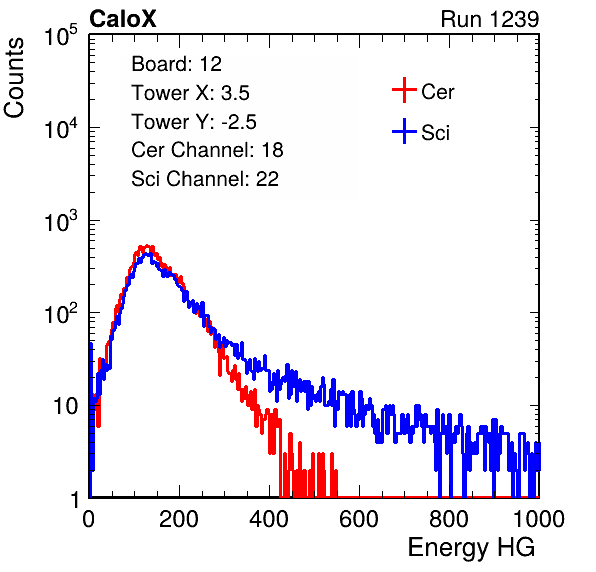 CaloX Run 1239
Counts
10^5
10^4
10^3
10^2
10
1
Board: 12
Tower X: 3.5
Tower Y: -2.5
Cer Channel: 18
Sci Channel: 22
Cer
Sci
0 200 400 600 800 1000
Energy HG